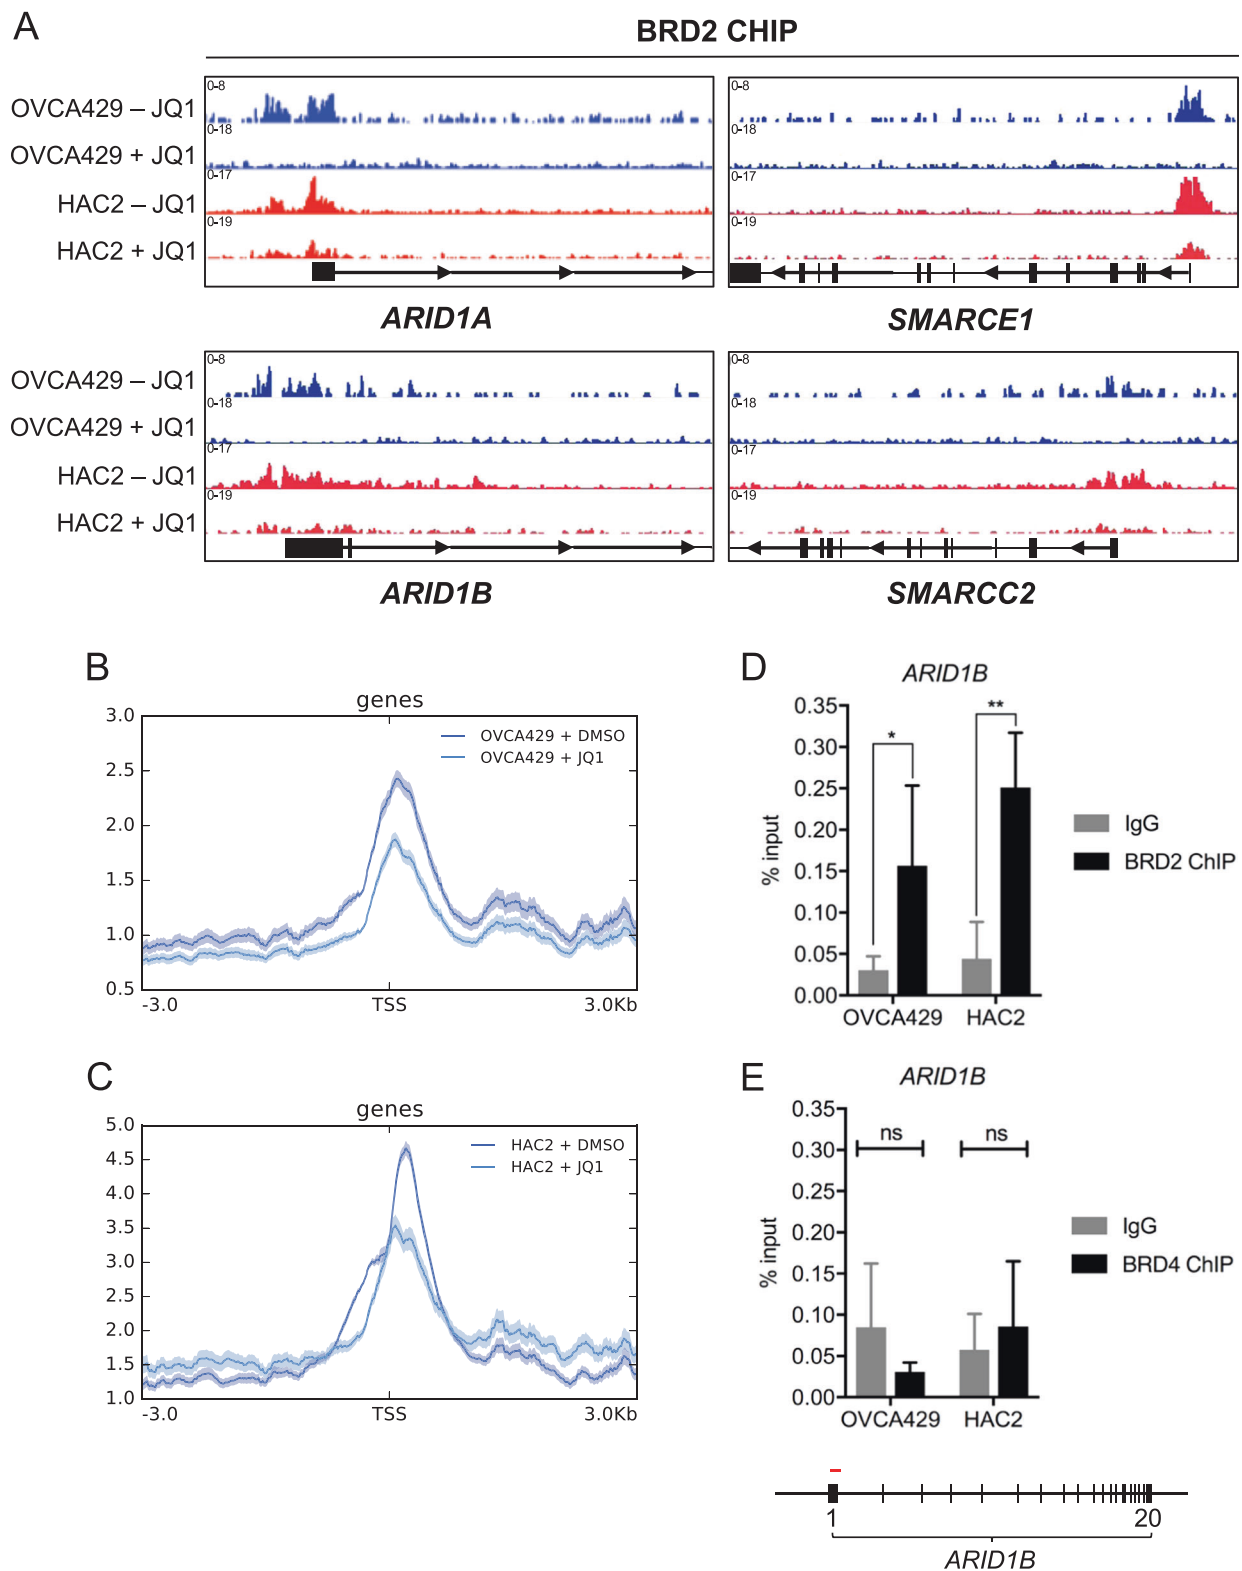 A
BRD2 CHIP
OVCA429 – JQ1
OVCA429 + JQ1
HAC2 – JQ1
HAC2 + JQ1
0-8
0-18
0-17
0-19
0-8
0-18
0-17
0-19
ARID1A
SMARCE1
OVCA429 – JQ1
OVCA429 + JQ1
HAC2 – JQ1
HAC2 + JQ1
0-8
0-18
0-17
0-19
0-8
0-18
0-17
0-19
ARID1B
SMARCC2
B
genes
3.0
2.5
2.0
1.5
1.0
0.5
OVCA429 + DMSO
OVCA429 + JQ1
-3.0 TSS 3.0Kb
C
genes
5.0
4.5
4.0
3.5
3.0
2.5
2.0
1.5
1.0
HAC2 + DMSO
HAC2 + JQ1
-3.0 TSS 3.0Kb
D
ARID1B
% input
0.35
0.30
0.25
0.20
0.15
0.10
0.05
0.00
*
**
IgG
BRD2 ChIP
OVCA429 HAC2
E
ARID1B
% input
0.35
0.30
0.25
0.20
0.15
0.10
0.05
0.00
ns ns
IgG
BRD4 ChIP
OVCA429 HAC2
1 20
ARID1B